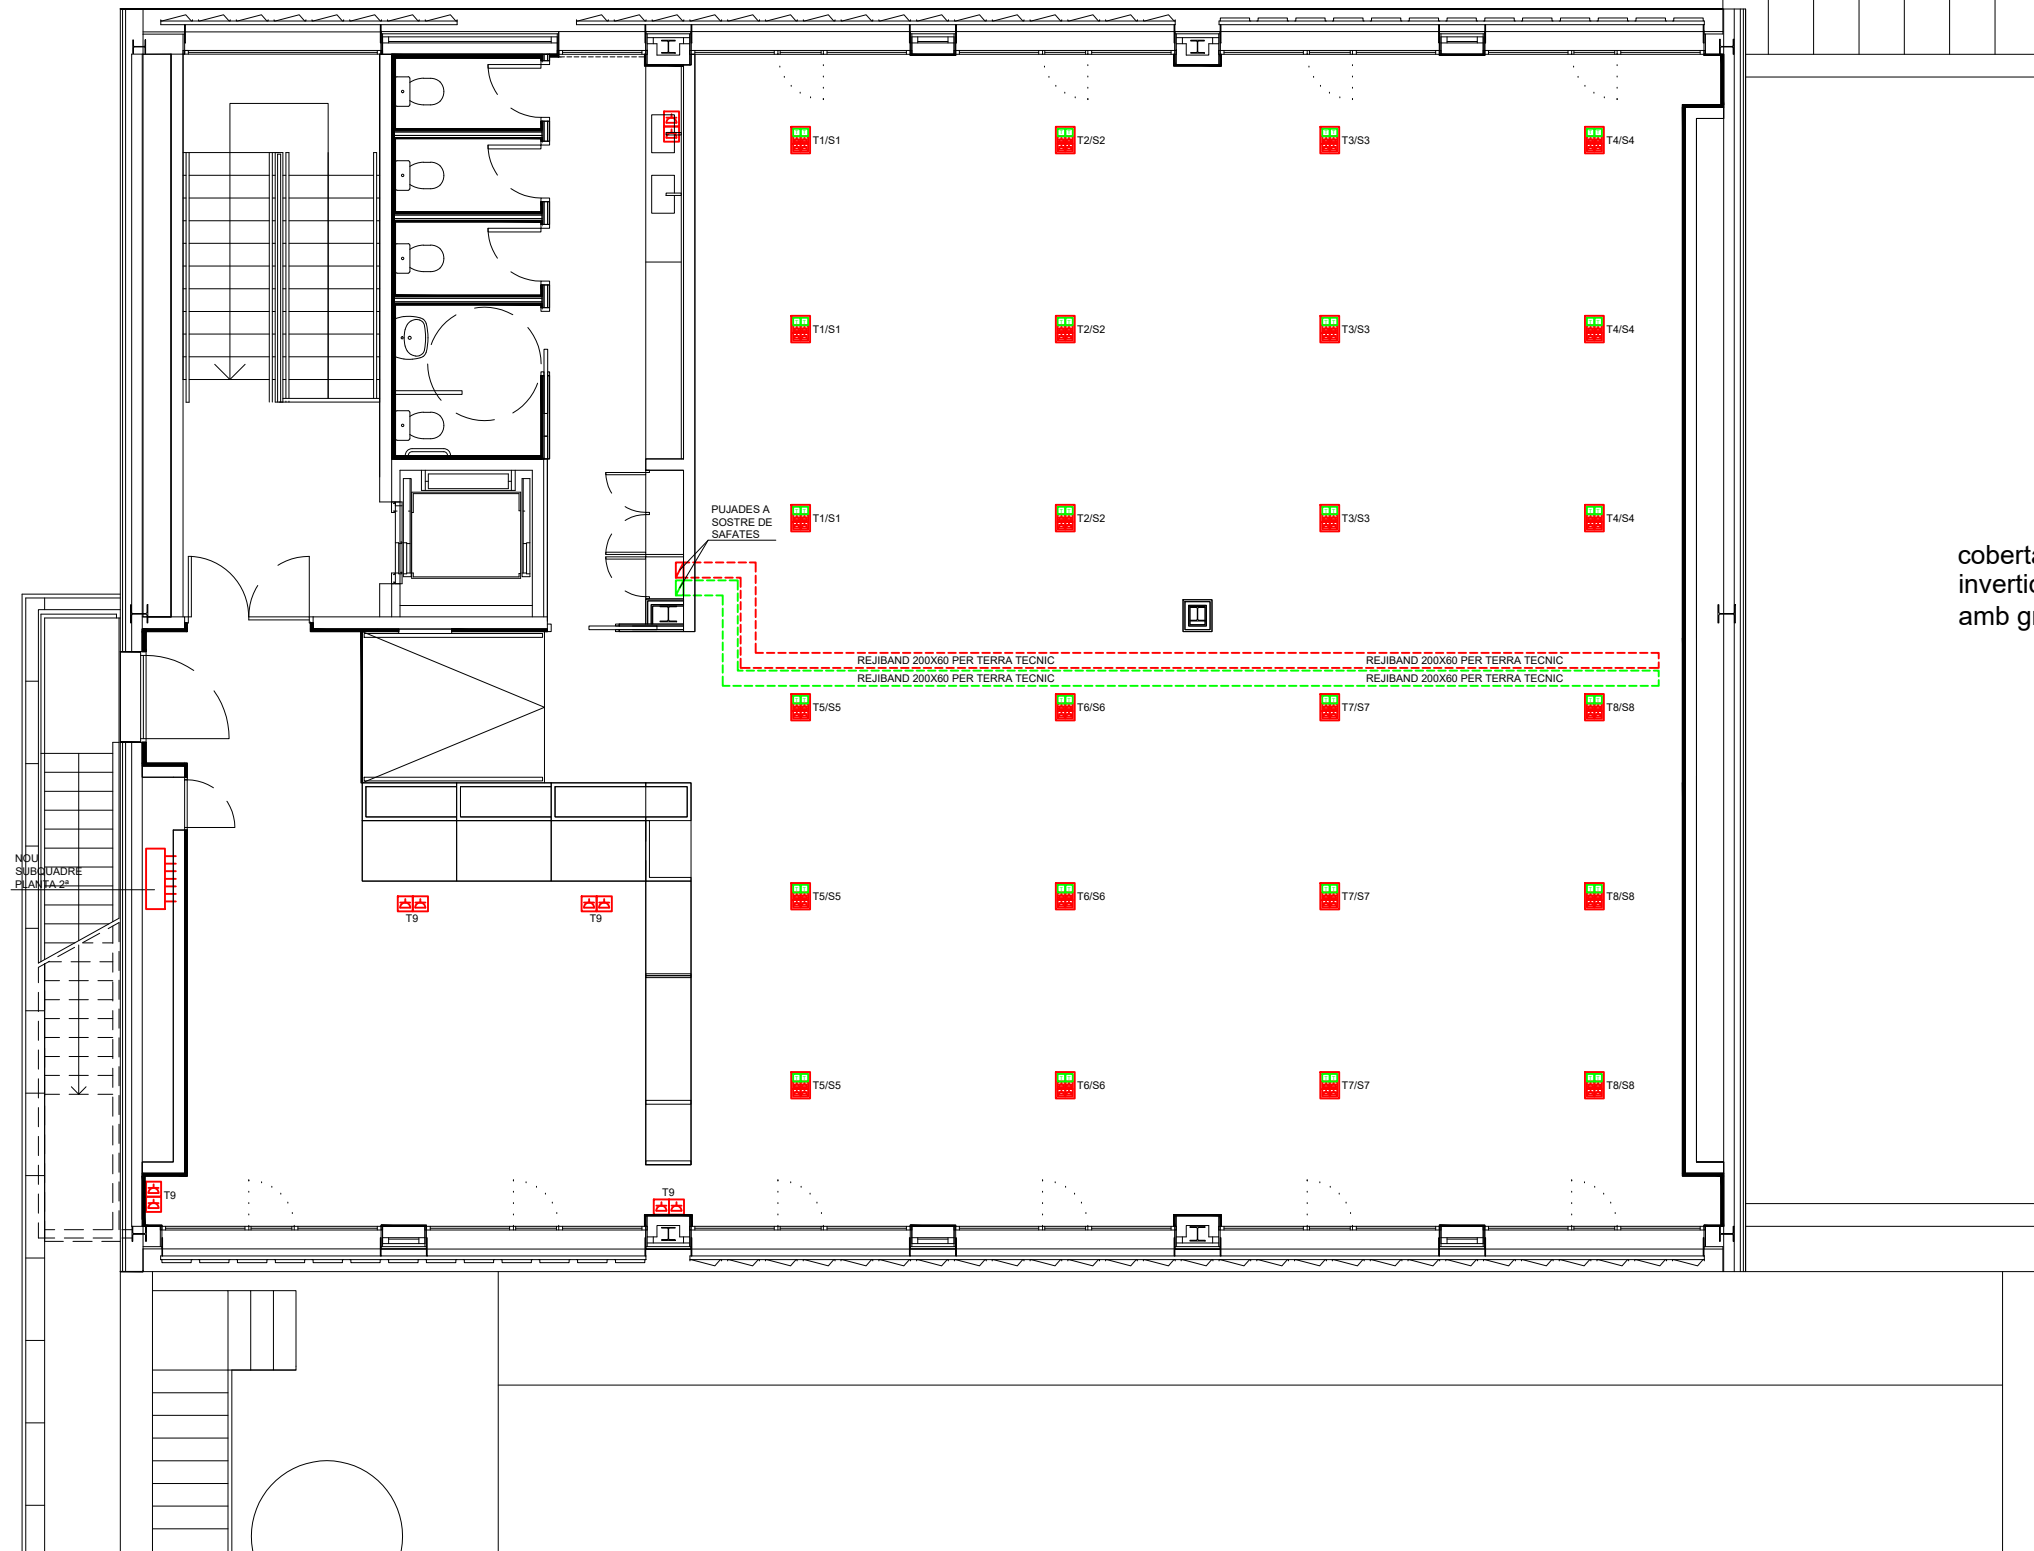 T1/S1
T2/S2
T3/S3
T4/S4
T1/S1
T2/S2
T3/S3
T4/S4
PUJADES A
SOSTRE DE
SAFATES
T1/S1
T2/S2
T3/S3
T4/S4
amb
REJIBAND 200X60 PER TERRA TECNIC
REJIBAND 200X60 PER TERRA TECNIC
REJIBAND 200X60 PER TERRA TECNIC
REJIBAND 200X60 PER TERRA TECNIC
T5/S5
T6/S6
T7/S7
T8/S8
NOU
SUBQUADRE
PLANTA 2ª
T5/S5
T6/S6
T7/S7
T8/S8
T9
T9
T5/S5
T6/S6
T7/S7
T8/S8
T9
T9